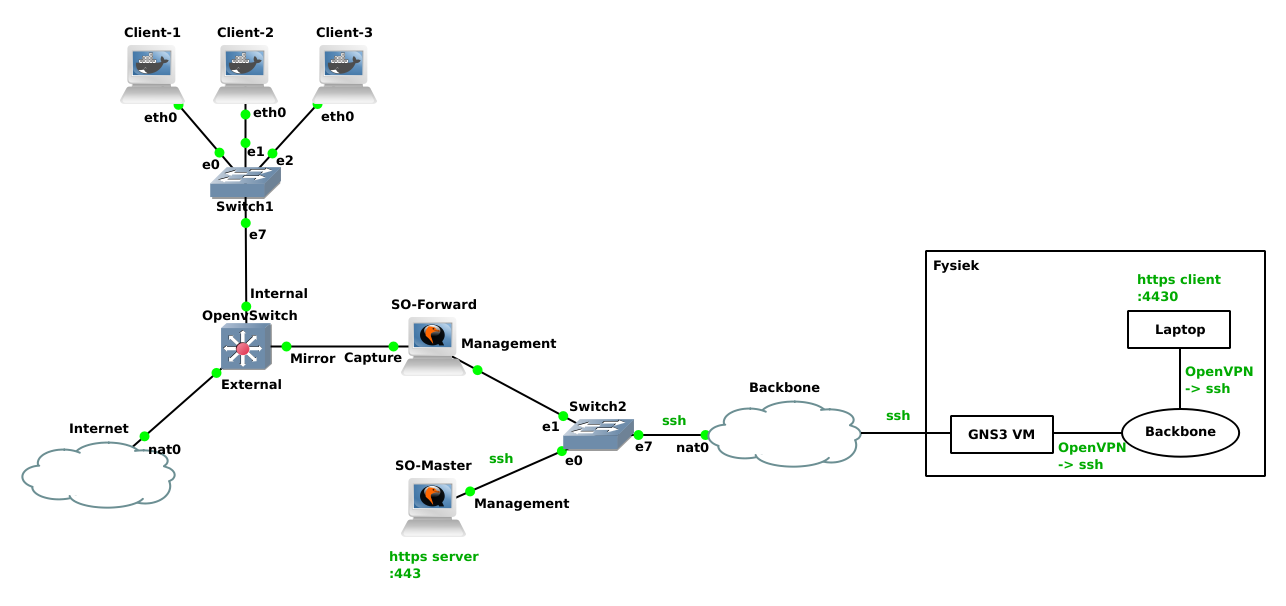 Client-1
Client-2
Client-3
eth0
eth0
eth0
e0
e1
e2
Switch1
e7
Internal
OpenvSwitch
Mirror
Capture
External
SO-Forward
Management
Internet
nat0
Switch2
e1
e0
e7
ssh
nat0
Backbone
ssh
SO-Master
ssh
Management
https server
:443
Fysiek
https client
:4430
Laptop
OpenVPN
-> ssh
GNS3 VM
OpenVPN
-> ssh
Backbone